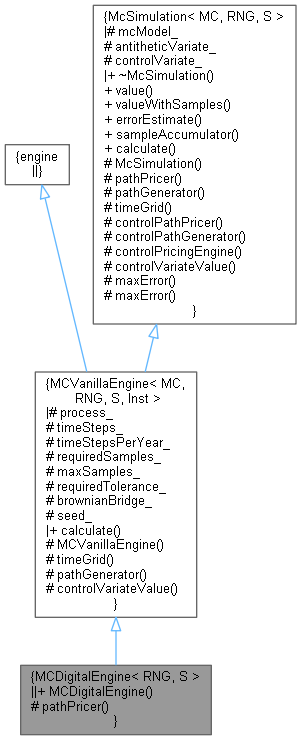 {McSimulation< MC, RNG, S >
|# mcModel_
# antitheticVariate_
# controlVariate_
|+ ~McSimulation()
+ value()
+ valueWithSamples()
+ errorEstimate()
+ sampleAccumulator()
+ calculate()
# McSimulation()
# pathPricer()
# pathGenerator()
# timeGrid()
# controlPathPricer()
# controlPathGenerator()
# controlPricingEngine()
# controlVariateValue()
# maxError()
# maxError()
}
{engine
||}
{MCVanillaEngine< MC,
RNG, S, Inst >
|# process_
# timeSteps_
# timeStepsPerYear_
# requiredSamples_
# maxSamples_
# requiredTolerance_
# brownianBridge_
# seed_
|+ calculate()
# MCVanillaEngine()
# timeGrid()
# pathGenerator()
# controlVariateValue()
}
{MCDigitalEngine< RNG, S >
||+ MCDigitalEngine()
# pathPricer()
}